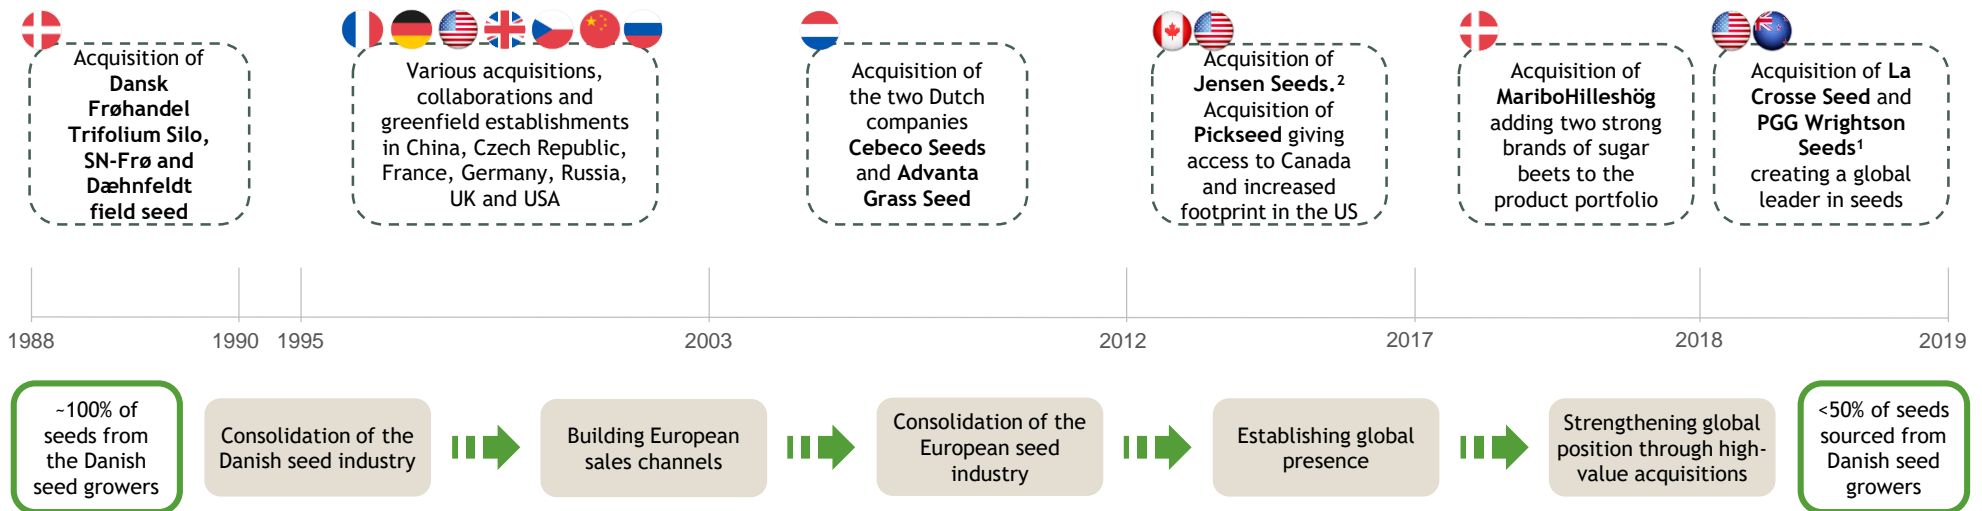 Acquisition of
Dansk
Frøhandel
Trifolium Silo,
SN-Frø and
Dæhnfeldt
field seed
Various acquisitions,
collaborations and
greenfield establishments
in China, Czech Republic,
France, Germany, Russia,
UK and USA
Acquisition of
the two Dutch
companies
Cebeco Seeds
and Advanta
Grass Seed
Acquisition of
Jensen Seeds.²
Acquisition of
Pickseed giving
access to Canada
and increased
footprint in the US
Acquisition of
MariboHilleshög
adding two strong
brands of sugar
beets to the
product portfolio
Acquisition of La
Crosse Seed and
PGG Wrightson
Seeds¹
creating a global
leader in seeds
1988
1990
1995
2003
2012
2017
2018
2019
~100% of
seeds from
the Danish
seed growers
Consolidation of the
Danish seed industry
Building European
sales channels
Consolidation of the
European seed
industry
Establishing global
presence
Strengthening global
position through high-
value acquisitions
<50% of seeds
sourced from
Danish seed
growers